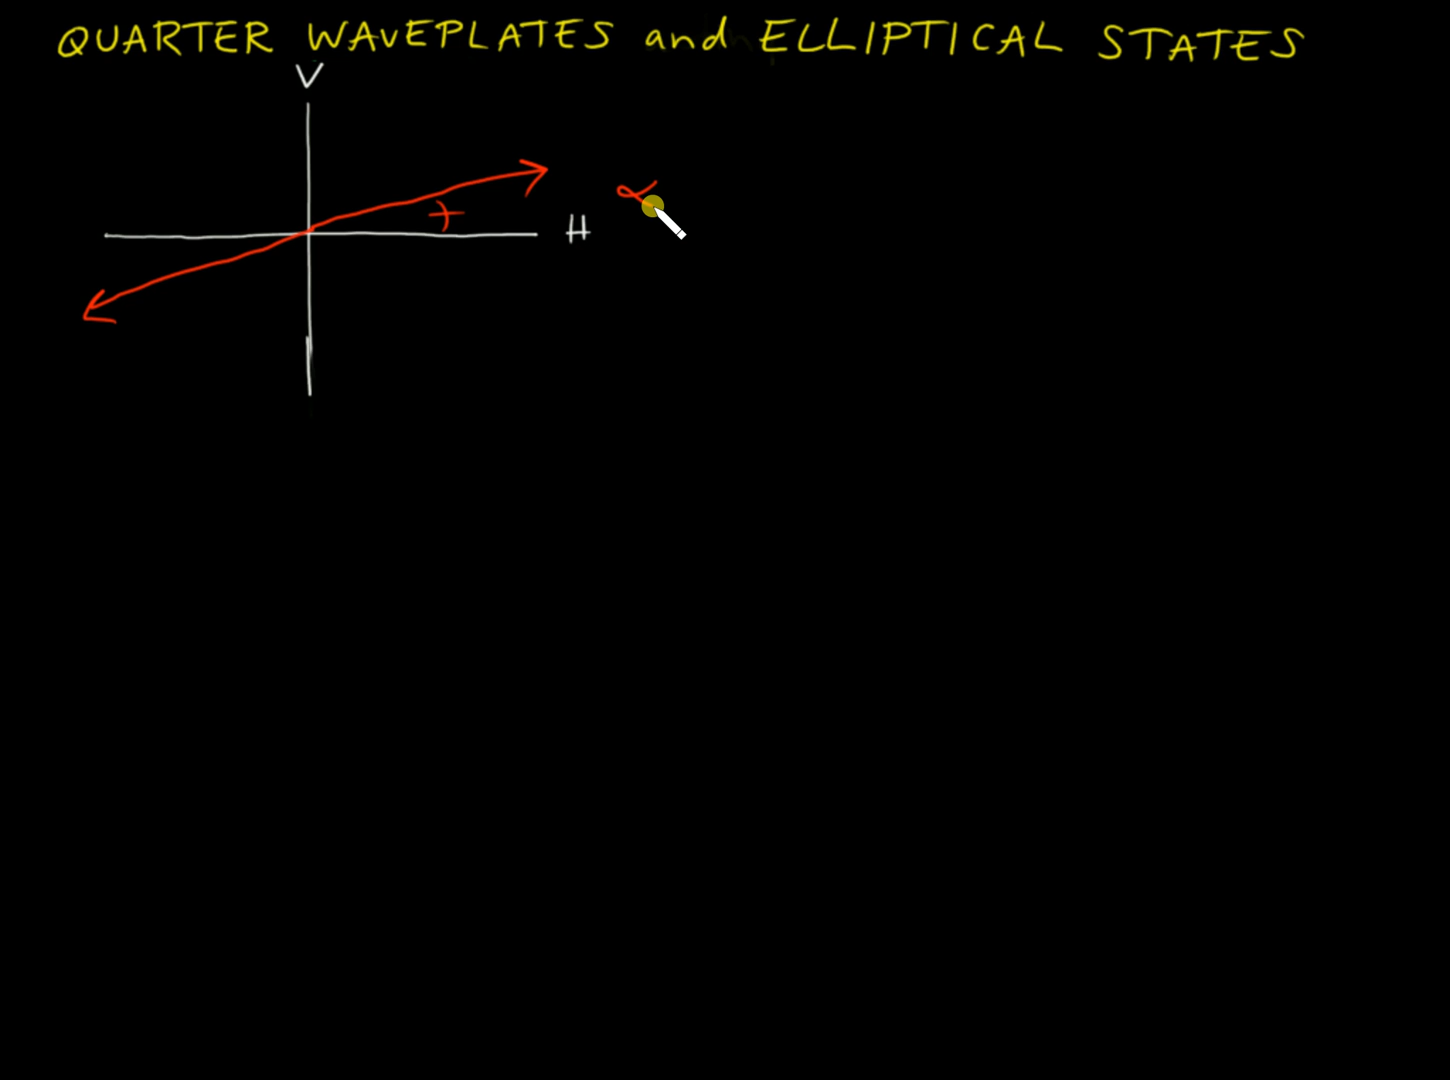 QUARTER WAVEPLATES and ELLIPTICAL STATES
V
+
H
α